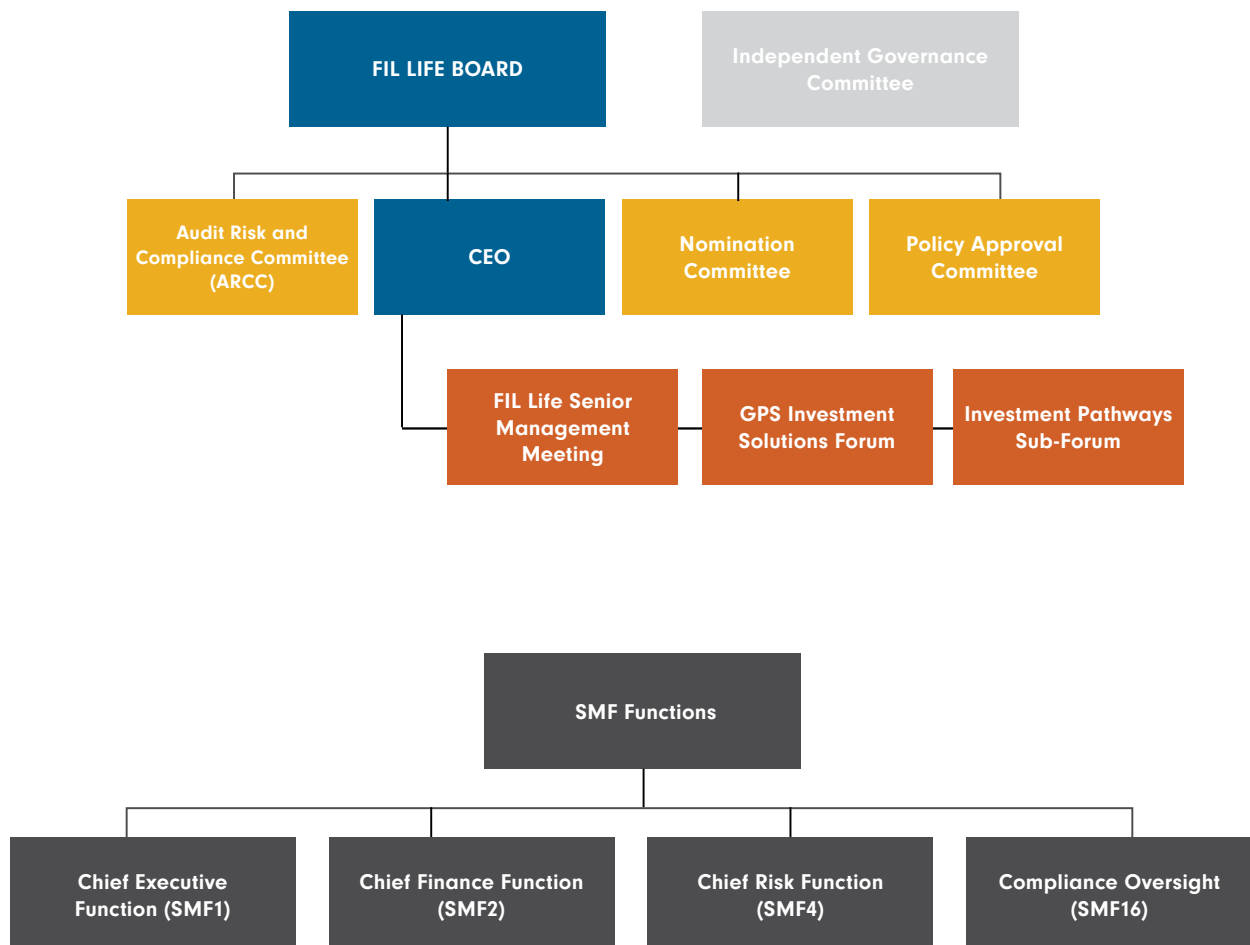 FIL LIFE BOARD
Independent Governance
Committee
Audit Risk and
Compliance Committee
(ARCC)
CEO
Nomination
Committee
Policy Approval
Committee
FIL Life Senior
Management
Meeting
GPS Investment
Solutions Forum
Investment Pathways
Sub-Forum
SMF Functions
Chief Executive
Function (SMF1)
Chief Finance Function
(SMF2)
Chief Risk Function
(SMF4)
Compliance Oversight
(SMF16)